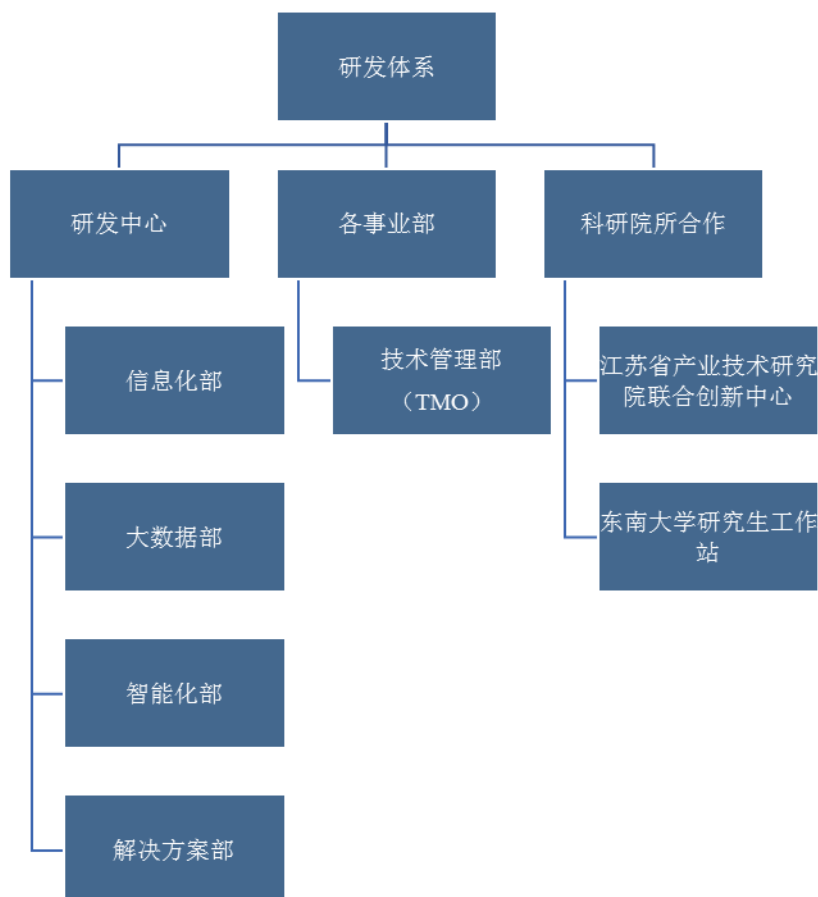 研发体系
研发中心
各事业部
科研院所合作
信息化部
技术管理部
（TMO）
江苏省产业技术研究
院联合创新中心
大数据部
东南大学研究生工作
站
智能化部
解决方案部